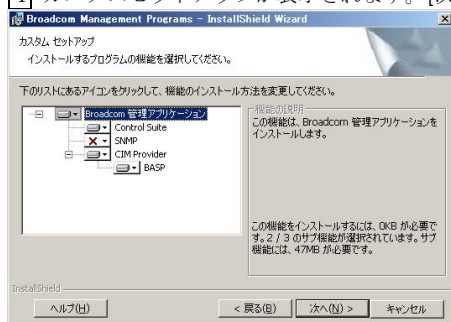 Broadcom Management Programs - InstallShield Wizard
カスタム セットアップ
インストールするプログラムの機能を選択してください。
下のリストにあるアイコンをクリックして、機能のインストール方法を変更してください。
Broadcom 管理アプリケーション
Control Suite
SNMP
CIM Provider
BASP
機能の説明
この機能は、Broadcom 管理アプリケーションを
インストールします。
この機能をインストールするには、0KB が必要で
す。2 / 3 のサブ機能が選択されています。サブ
機能には、47MB が必要です。
InstallShield
ヘルプ(H)
< 戻る(B)
次へ(N) >
キャンセル